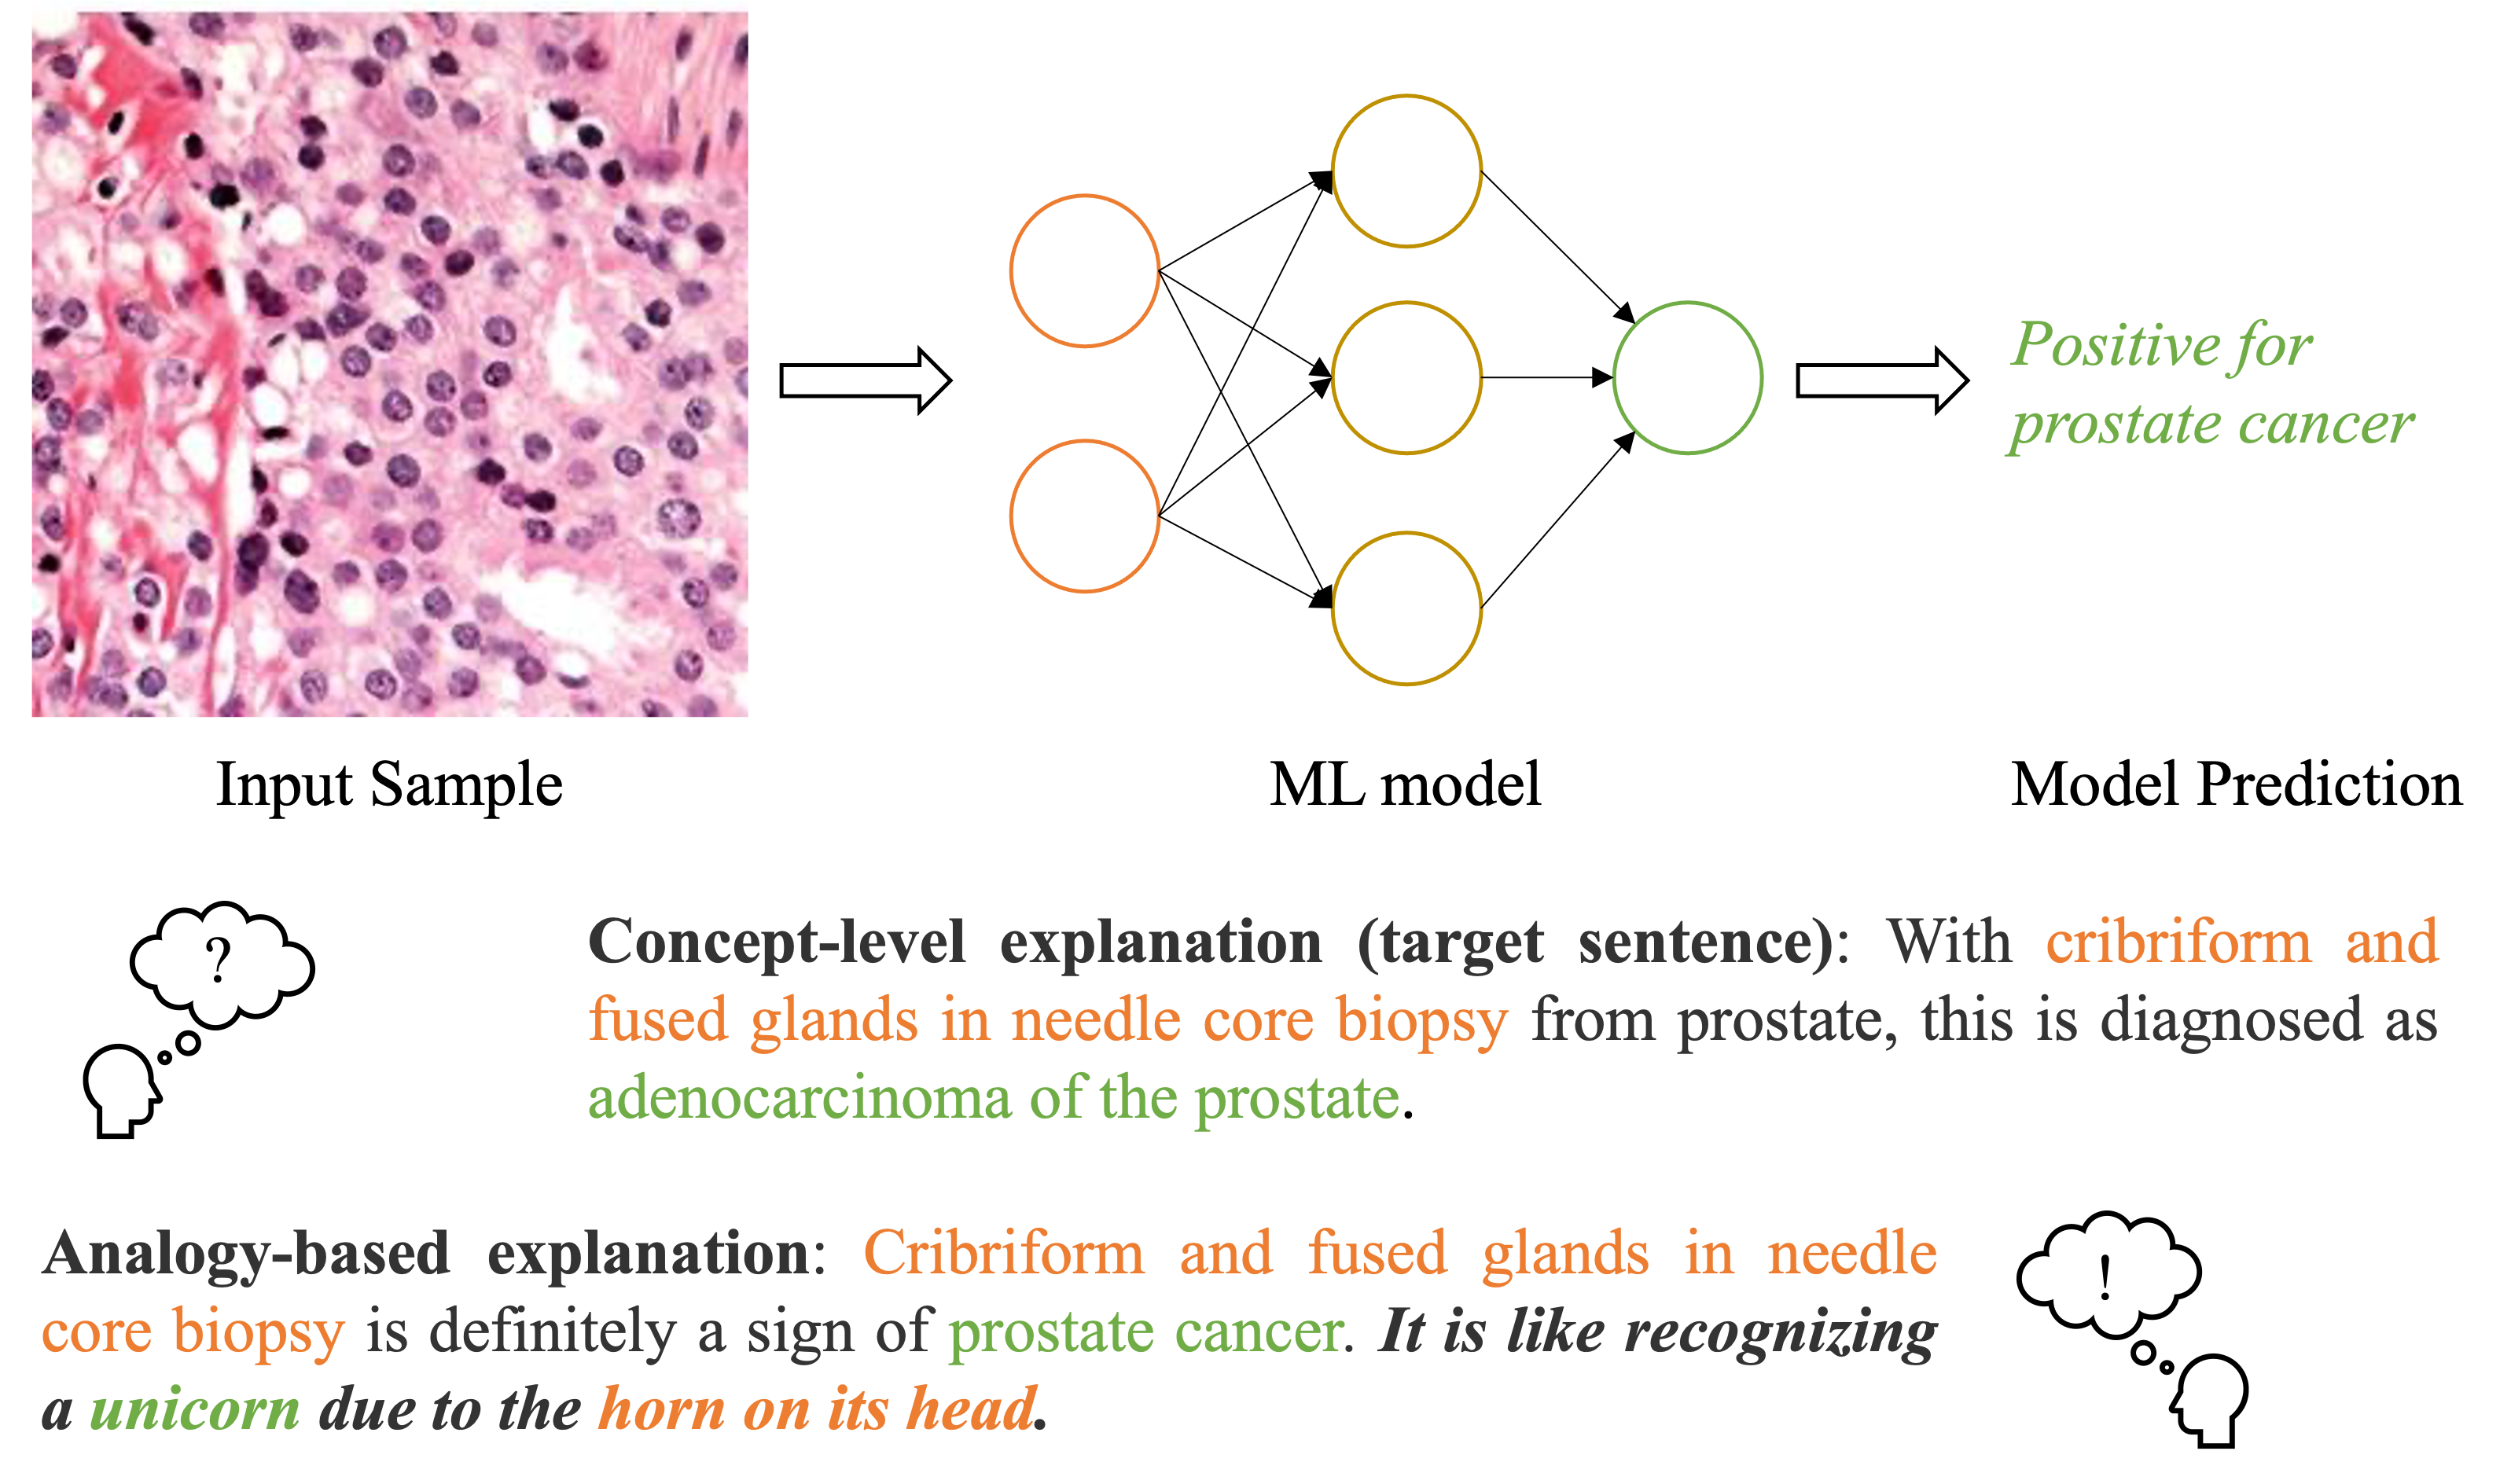 Positive for
prostate cancer
Input Sample
ML model
Model Prediction
?
Concept-level explanation (target sentence): With cribriform and
fused glands in needle core biopsy from prostate, this is diagnosed as
adenocarcinoma of the prostate.
Analogy-based explanation: Cribriform and fused glands in needle
core biopsy is definitely a sign of prostate cancer. It is like recognizing
a unicorn due to the horn on its head.
!